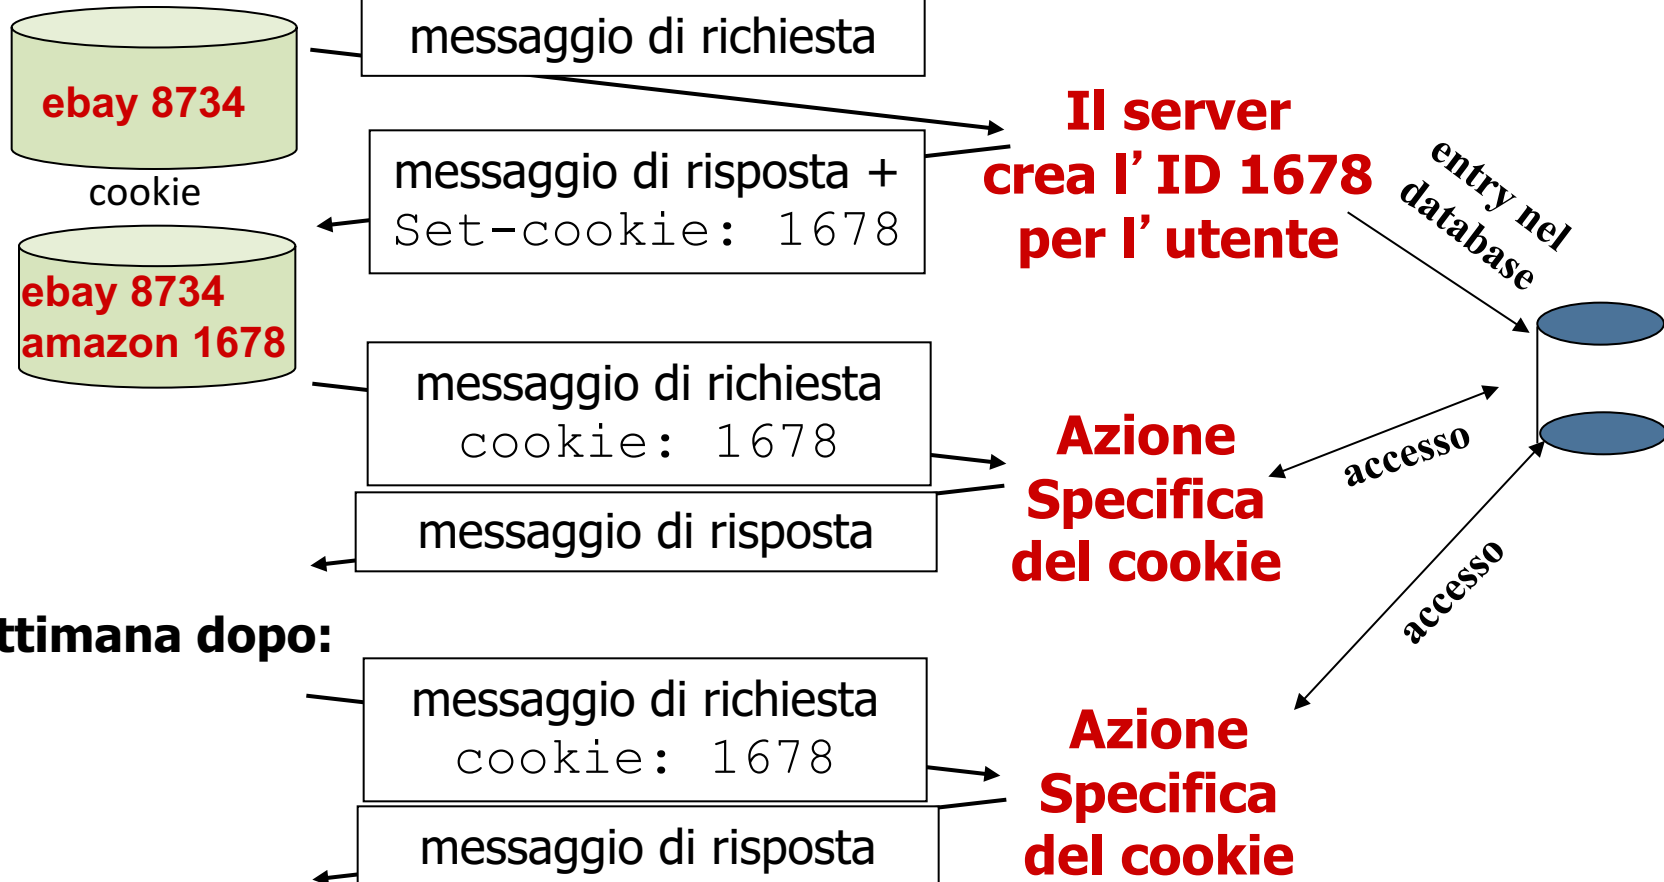 messaggio di richiesta
ebay 8734
cookie
messaggio di risposta +
Set-cookie: 1678
Il server
crea l’ ID 1678
per l’ utente
entry nel
database
ebay 8734
amazon 1678
messaggio di richiesta
cookie: 1678
messaggio di risposta
Azione
Specifica
del cookie
accesso
accesso
ttimana dopo:
messaggio di richiesta
cookie: 1678
messaggio di risposta
Azione
Specifica
del cookie